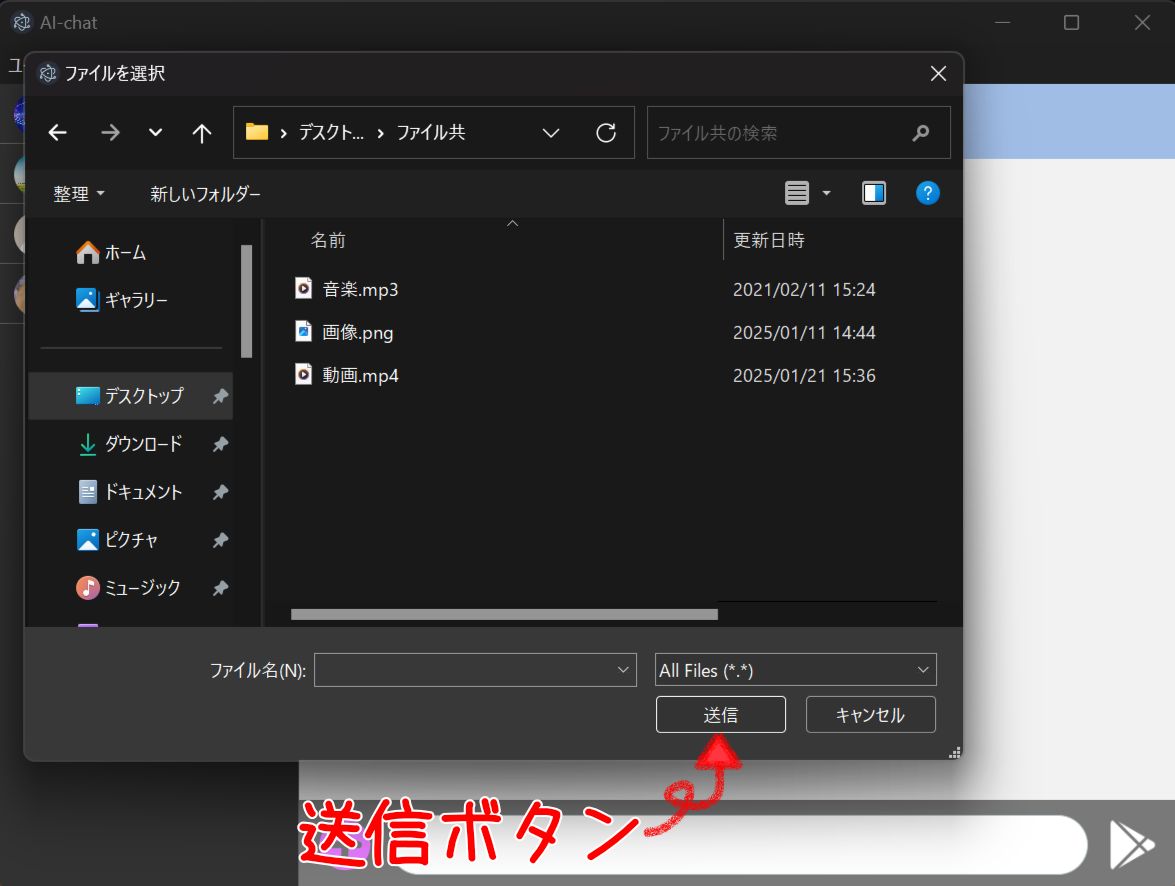 AI-chat
ユ
ファイルを選択
デスクト... ファイル共
ファイル共の検索
整理 新しいフォルダー
名前 更新日時
ホーム
ギャラリー
デスクトップ
ダウンロード
ドキュメント
ピクチャ
ミュージック
音楽.mp3 2021/02/11 15:24
画像.png 2025/01/11 14:44
動画.mp4 2025/01/21 15:36
ファイル名(N):
All Files (*.*)
送信 キャンセル
送信ボタン